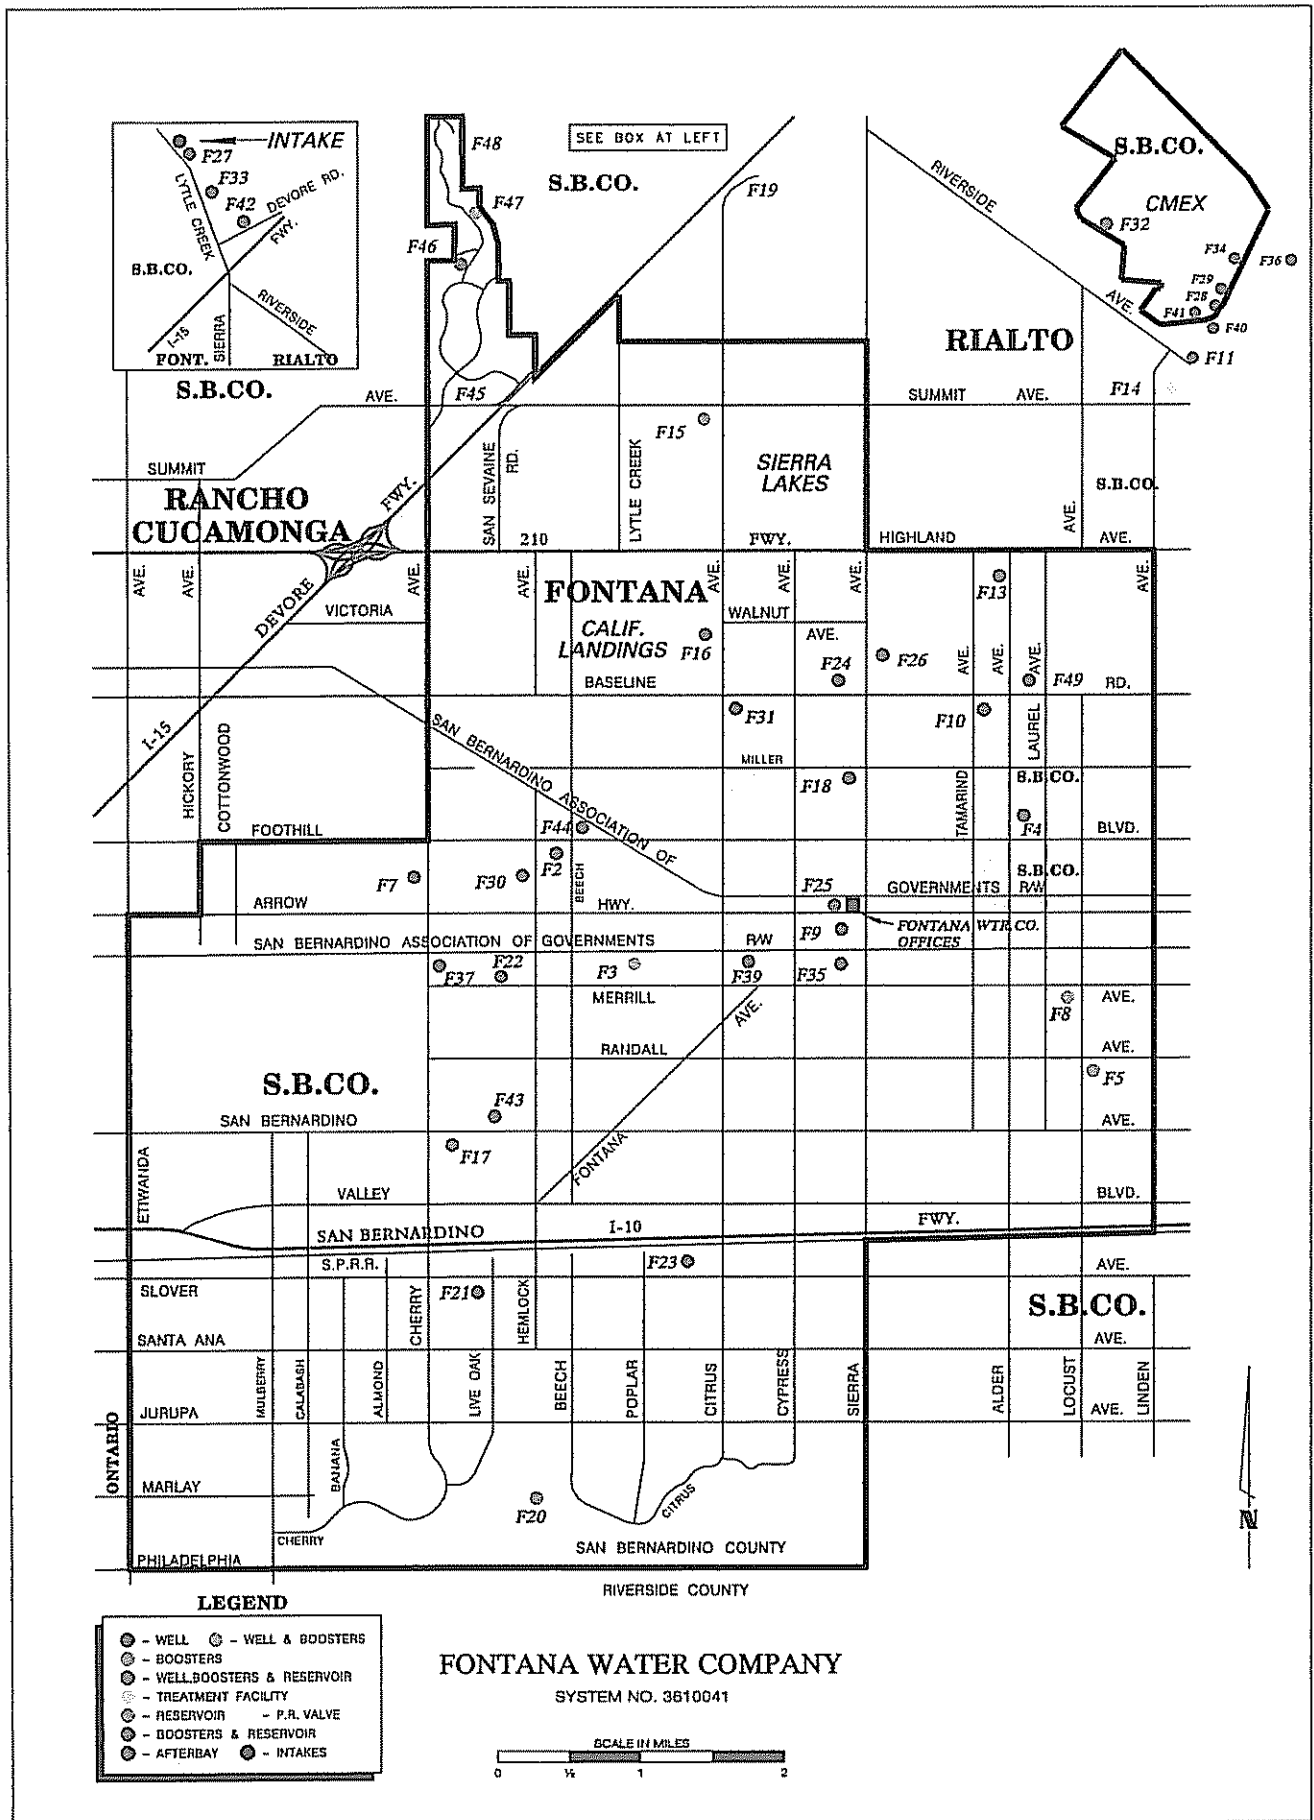 INTAKE
F27
F33
F42
DEVORE RD.
LYTLE CREEK
FWY.
S.B.CO.
RIVERSIDE
I-15
SIERRA
FONT.
RIALTO
S.B.CO.
SEE BOX AT LEFT
F48
S.B.CO.
F47
F46
F19
RIVERSIDE
AVE.
S.B.CO.
CMEX
F32
F34
F36
F29
F28
F41
F40
F11
RIALTO
F14
F45
AVE.
SUMMIT AVE.
F15
SUMMIT
SAN SEVAINE RD.
LYTLE CREEK
SIERRA
LAKES
S.B.CO.
RANCHO
CUCAMONGA
FWY.
210
FWY.
HIGHLAND
AVE.
AVE.
AVE.
AVE.
DEVORE
AVE.
AVE.
AVE.
AVE.
AVE.
AVE.
FONTANA
F13
VICTORIA
WALNUT
AVE.
CALIF.
LANDINGS
F16
F24
F26
AVE.
AVE.
AVE.
F49
BASELINE
RD.
I-15
F31
F10
LAUREL
SAN BERNARDINO ASSOCIATION OF
MILLER
HICKORY
COTTONWOOD
F18
TAMARIND
S.B.CO.
F44
F4
FOOTHILL
BLVD.
F2
F7
F30
BEECH
F25
S.B.CO.
GOVERNMENTS R/W
ARROW
HWY.
F9
FONTANA WTR.CO.
OFFICES
SAN BERNARDINO ASSOCIATION OF GOVERNMENTS R/W
F37
F22
F3
F39
F35
MERRILL
AVE.
F8
AVE.
RANDALL
AVE.
S.B.CO.
F5
F43
SAN BERNARDINO
AVE.
F17
FONTANA
ETIWANDA
VALLEY
BLVD.
SAN BERNARDINO I-10 FWY.
S.P.R.R.
F23
AVE.
SLOVER
CHERRY
F21
HEMLOCK
S.B.CO.
SANTA ANA
AVE.
MULBERRY
CALABASH
ALMOND
LIVE OAK
BEECH
POPLAR
CITRUS
CYPRESS
SIERRA
ALDER
LOCUST
LINDEN
JURUPA
AVE.
ONTARIO
BANANA
MARLAY
F20
CITRUS
CHERRY
SAN BERNARDINO COUNTY
PHILADELPHIA
RIVERSIDE COUNTY
N
LEGEND
- WELL - WELL & BOOSTERS
- BOOSTERS
- WELL,BOOSTERS & RESERVOIR
- TREATMENT FACILITY
- RESERVOIR - P.R. VALVE
- BOOSTERS & RESERVOIR
- AFTERBAY - INTAKES
FONTANA WATER COMPANY
SYSTEM NO. 3610041
SCALE IN MILES
0 ½ 1 2